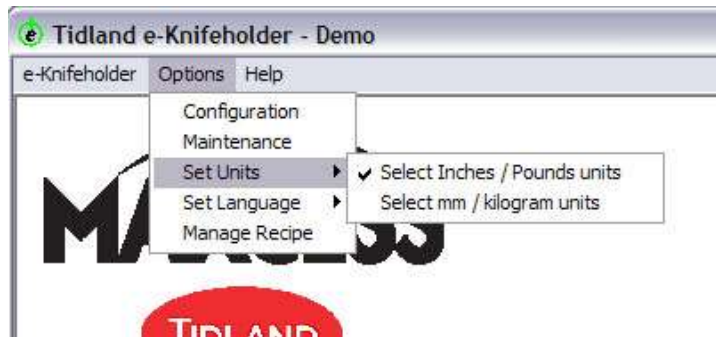 Tidland e-Knifeholder - Demo
e-Knifeholder Options Help
Configuration
Maintenance
Set Units
Select Inches / Pounds units
Set Language
Select mm / kilogram units
Manage Recipe
TIDLAND